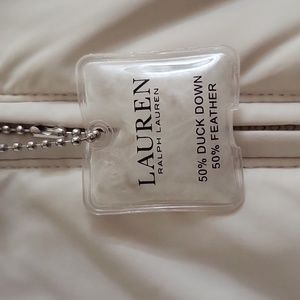 LAUREN
RALPH LAUREN
50% DUCK DOWN
50% FEATHER